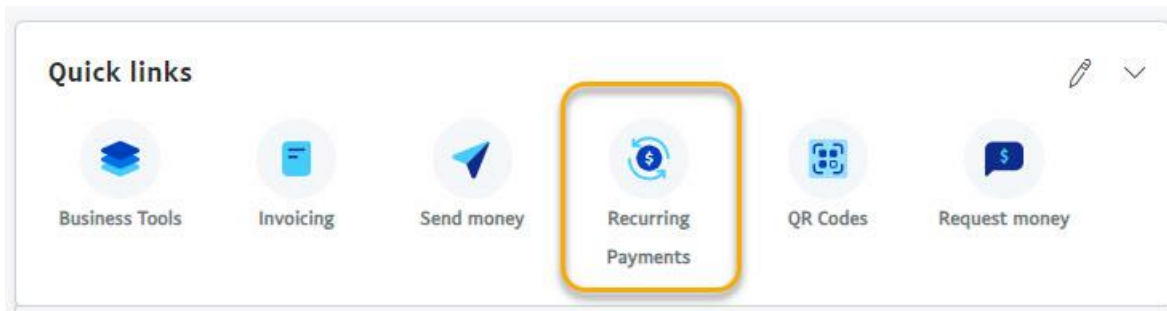 Quick links
Business Tools
Invoicing
Send money
Recurring
Payments
QR Codes
Request money
$
$